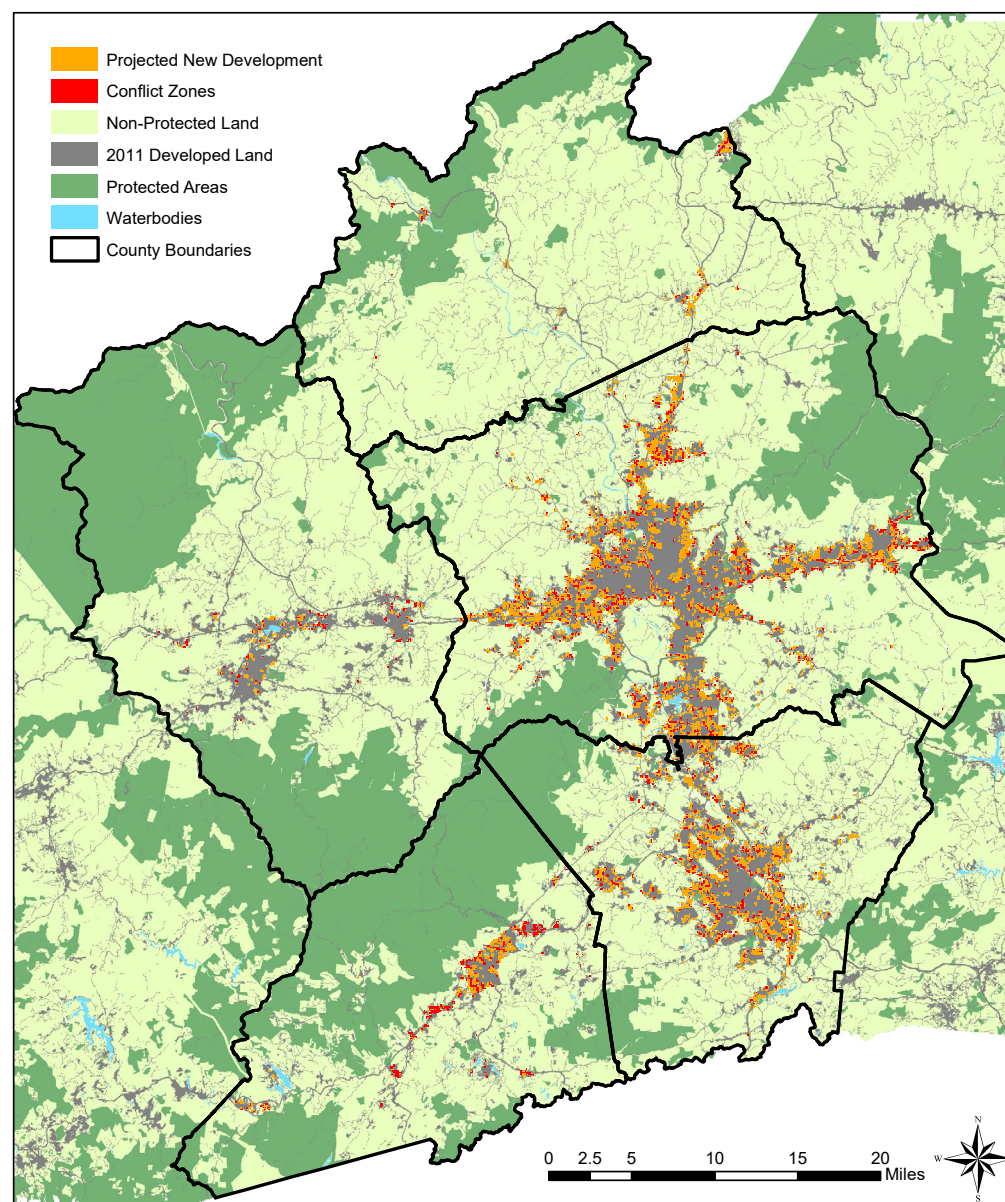 Projected New Development
Conflict Zones
Non-Protected Land
2011 Developed Land
Protected Areas
Waterbodies
County Boundaries
0 2.5 5 10 15 20
Miles
N
W E
S